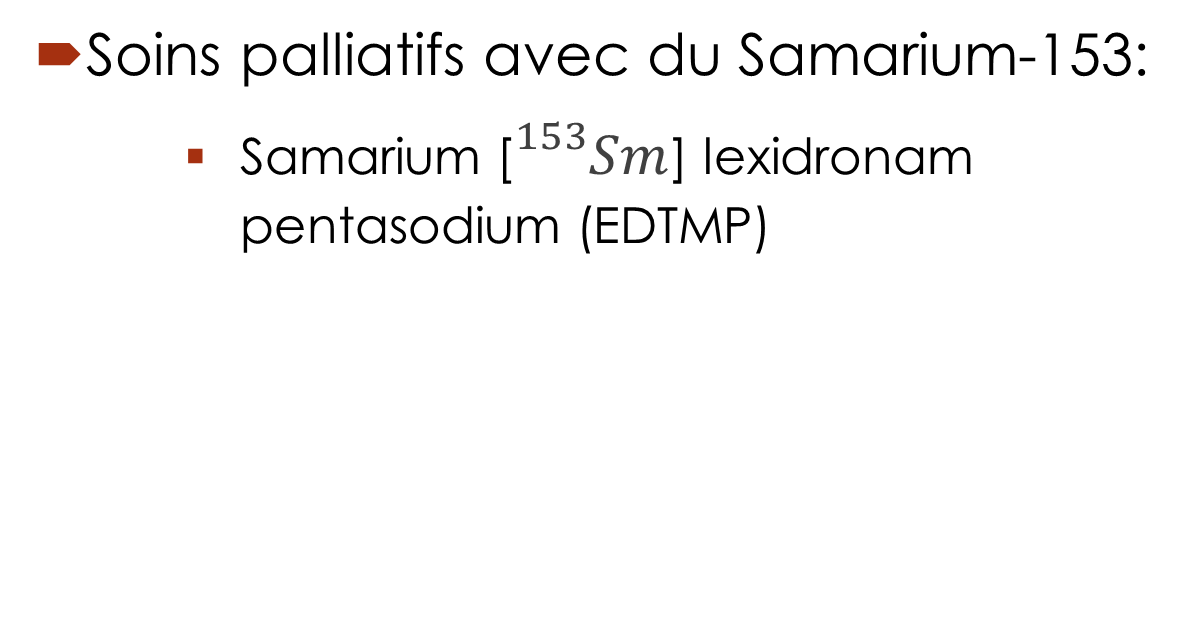 Soins palliatifs avec du Samarium-153:
Samarium [¹⁵³Sm] lexidronam
pentasodium (EDTMP)